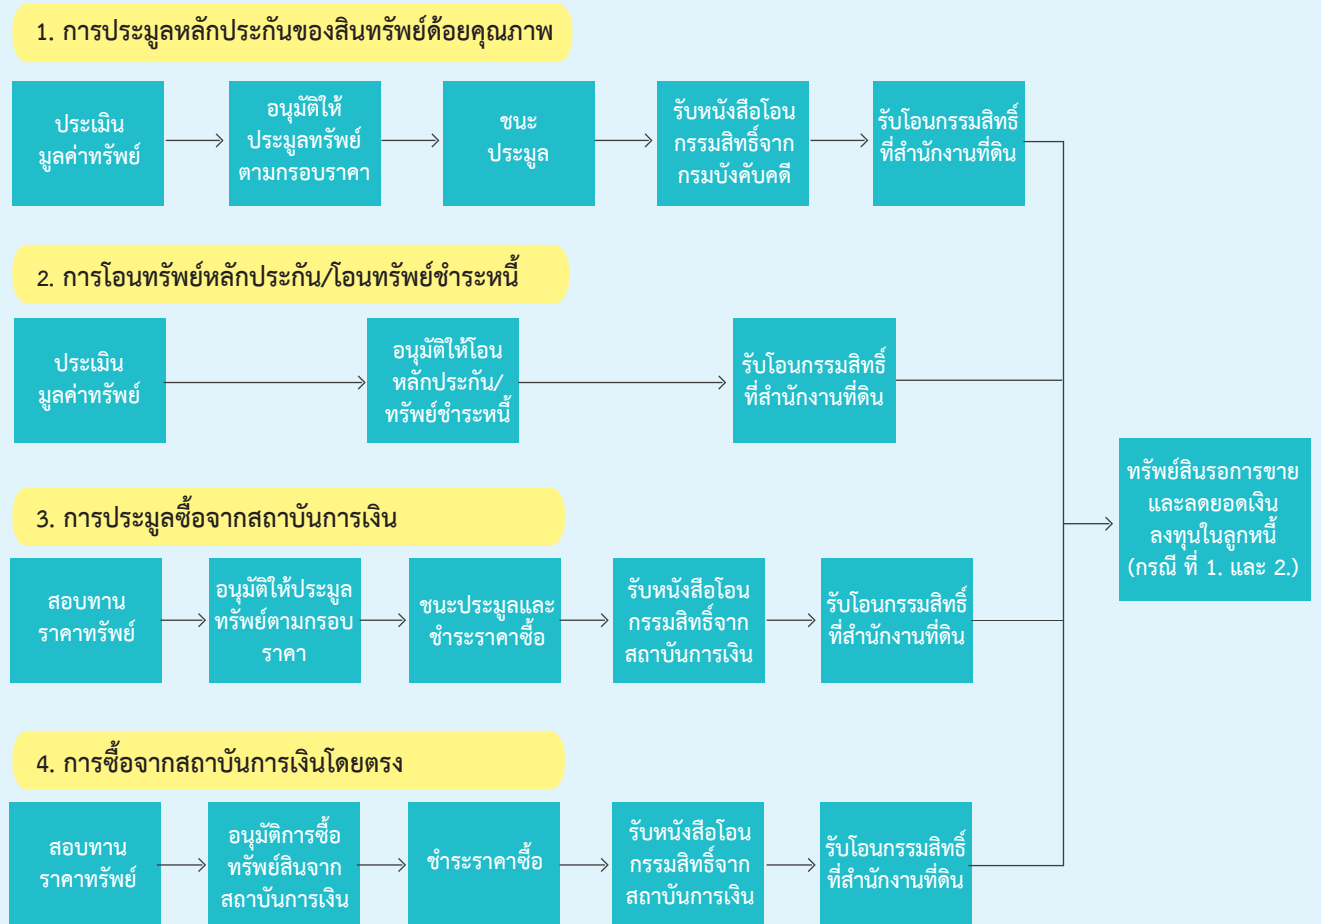 1. การประมูลหลักประกันของสินทรัพย์ด้อยคุณภาพ
ประเมิน
มูลค่าทรัพย์
อนุมัติให้
ประมูลทรัพย์
ตามกรอบราคา
ชนะ
ประมูล
รับหนังสือโอน
กรรมสิทธิ์จาก
กรมบังคับคดี
รับโอนกรรมสิทธิ์
ที่สำนักงานที่ดิน
2. การโอนทรัพย์หลักประกัน/โอนทรัพย์ชำระหนี้
ประเมิน
มูลค่าทรัพย์
อนุมัติให้โอน
หลักประกัน/
ทรัพย์ชำระหนี้
รับโอนกรรมสิทธิ์
ที่สำนักงานที่ดิน
ทรัพย์สินรอการขาย
และลดยอดเงิน
ลงทุนในลูกหนี้
(กรณี ที่ 1. และ 2.)
3. การประมูลซื้อจากสถาบันการเงิน
สอบทาน
ราคาทรัพย์
อนุมัติให้ประมูล
ทรัพย์ตามกรอบ
ราคา
ชนะประมูลและ
ชำระราคาซื้อ
รับหนังสือโอน
กรรมสิทธิ์จาก
สถาบันการเงิน
รับโอนกรรมสิทธิ์
ที่สำนักงานที่ดิน
4. การซื้อจากสถาบันการเงินโดยตรง
สอบทาน
ราคาทรัพย์
อนุมัติการซื้อ
ทรัพย์สินจาก
สถาบันการเงิน
ชำระราคาซื้อ
รับหนังสือโอน
กรรมสิทธิ์จาก
สถาบันการเงิน
รับโอนกรรมสิทธิ์
ที่สำนักงานที่ดิน